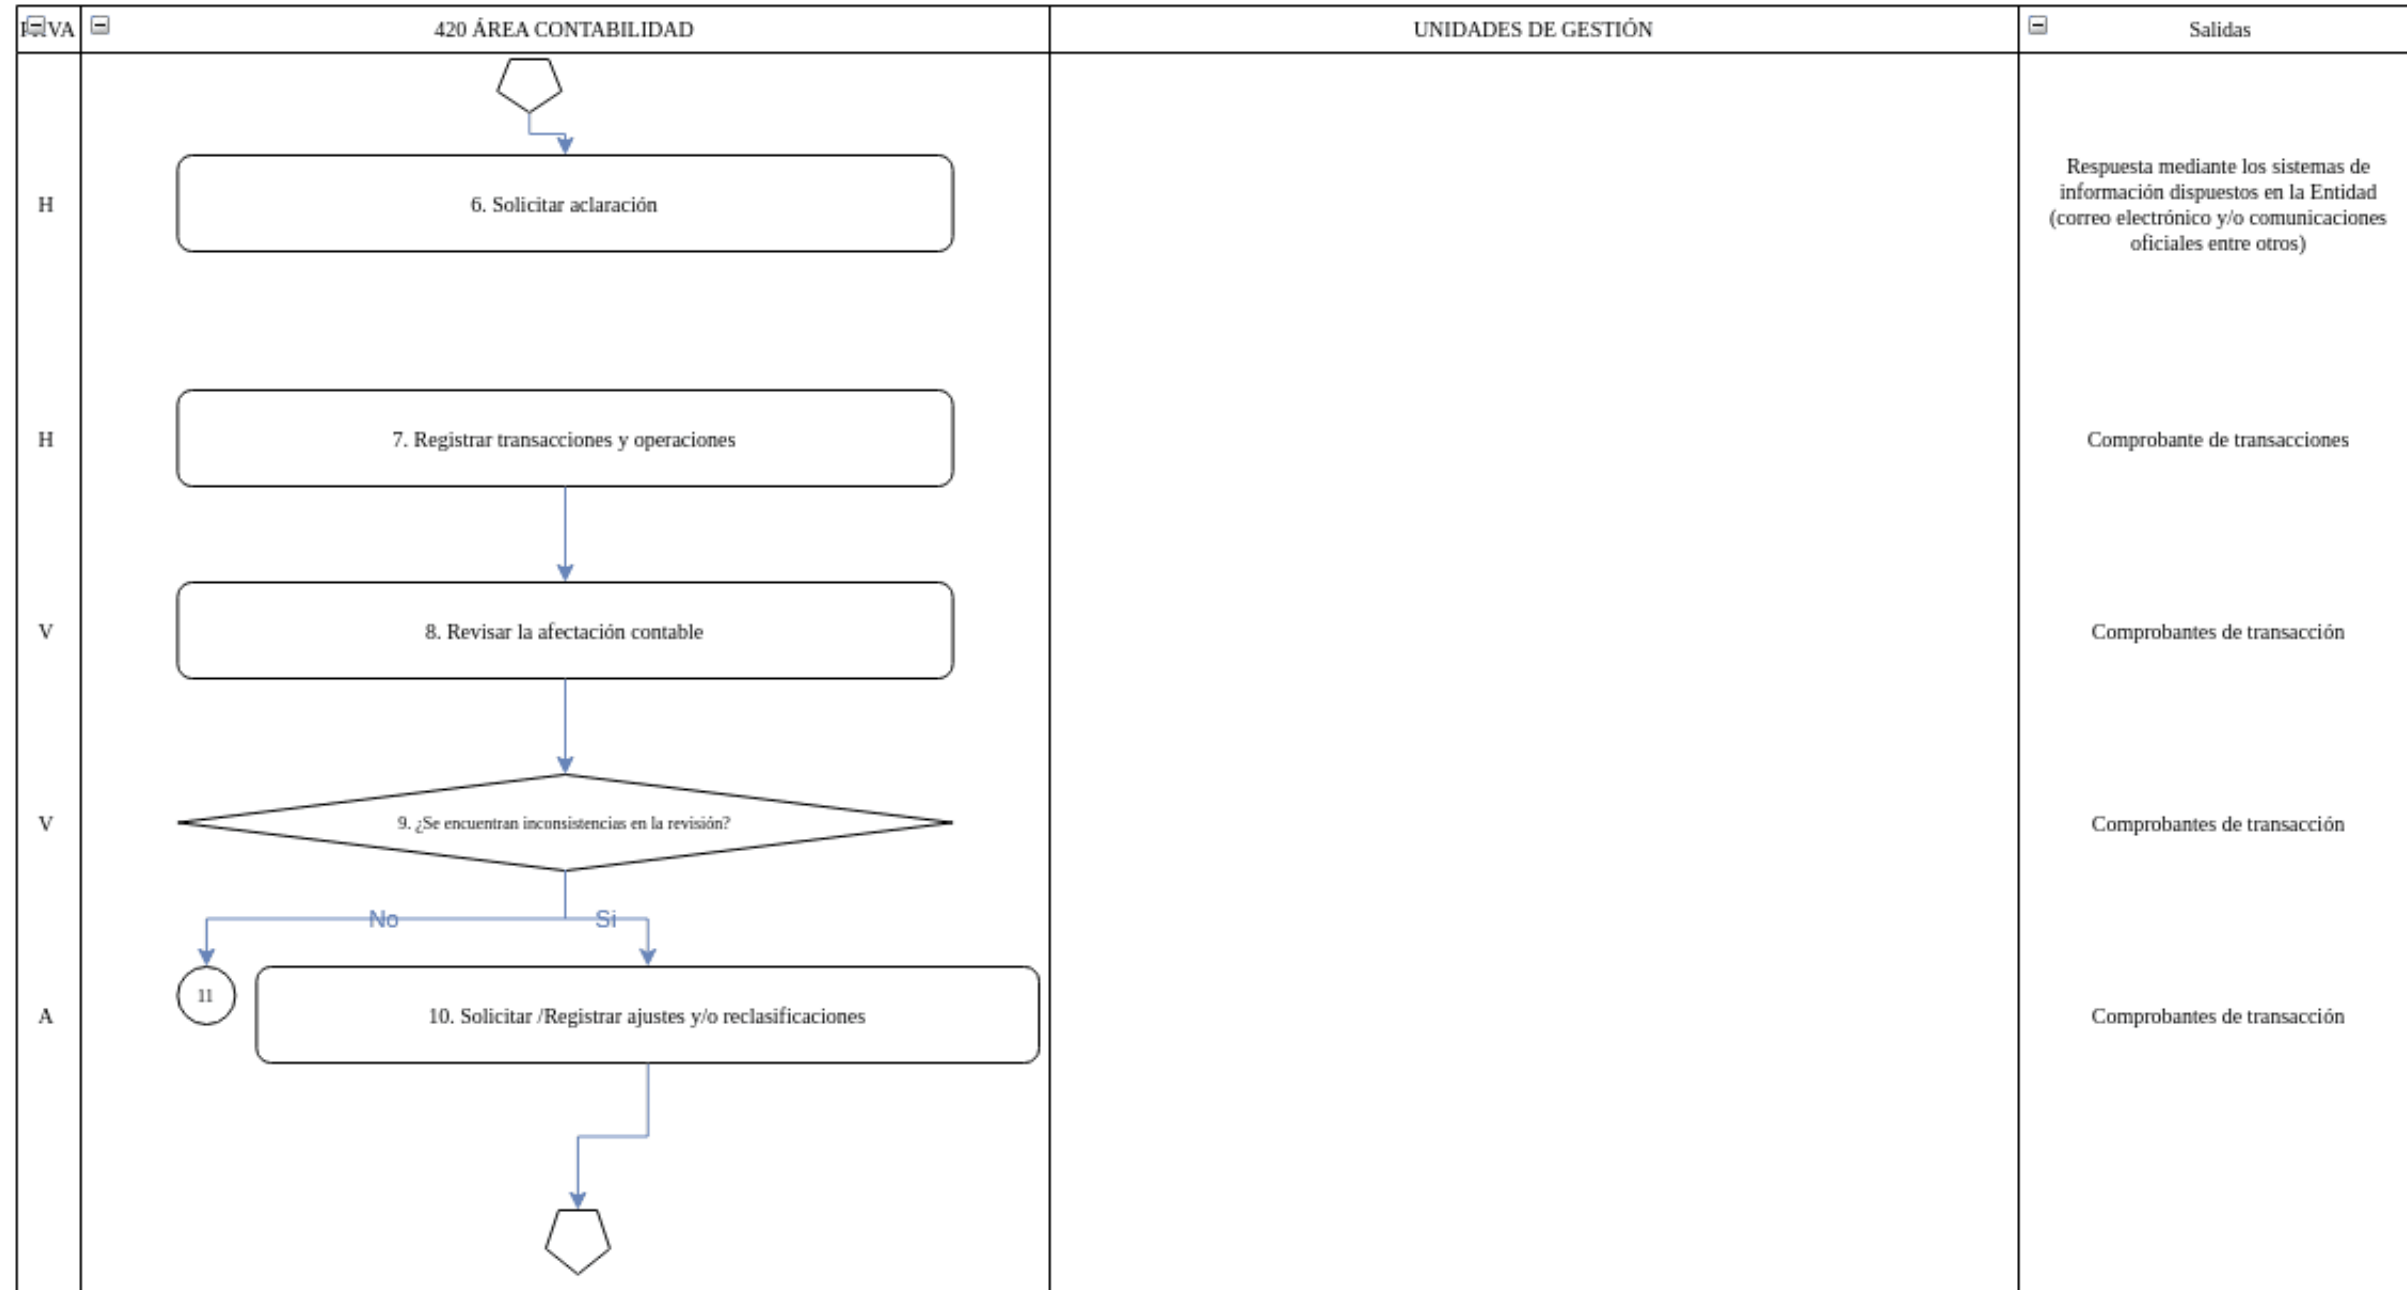 420 ÁREA CONTABILIDAD
UNIDADES DE GESTIÓN
Salidas
H
6. Solicitar aclaración
Respuesta mediante los sistemas de
información dispuestos en la Entidad
(correo electrónico y/o comunicaciones
oficiales entre otros)
H
7. Registrar transacciones y operaciones
Comprobante de transacciones
V
8. Revisar la afectación contable
Comprobantes de transacción
V
9. ¿Se encuentran inconsistencias en la revisión?
Comprobantes de transacción
No
Si
A
11
10. Solicitar /Registrar ajustes y/o reclasificaciones
Comprobantes de transacción